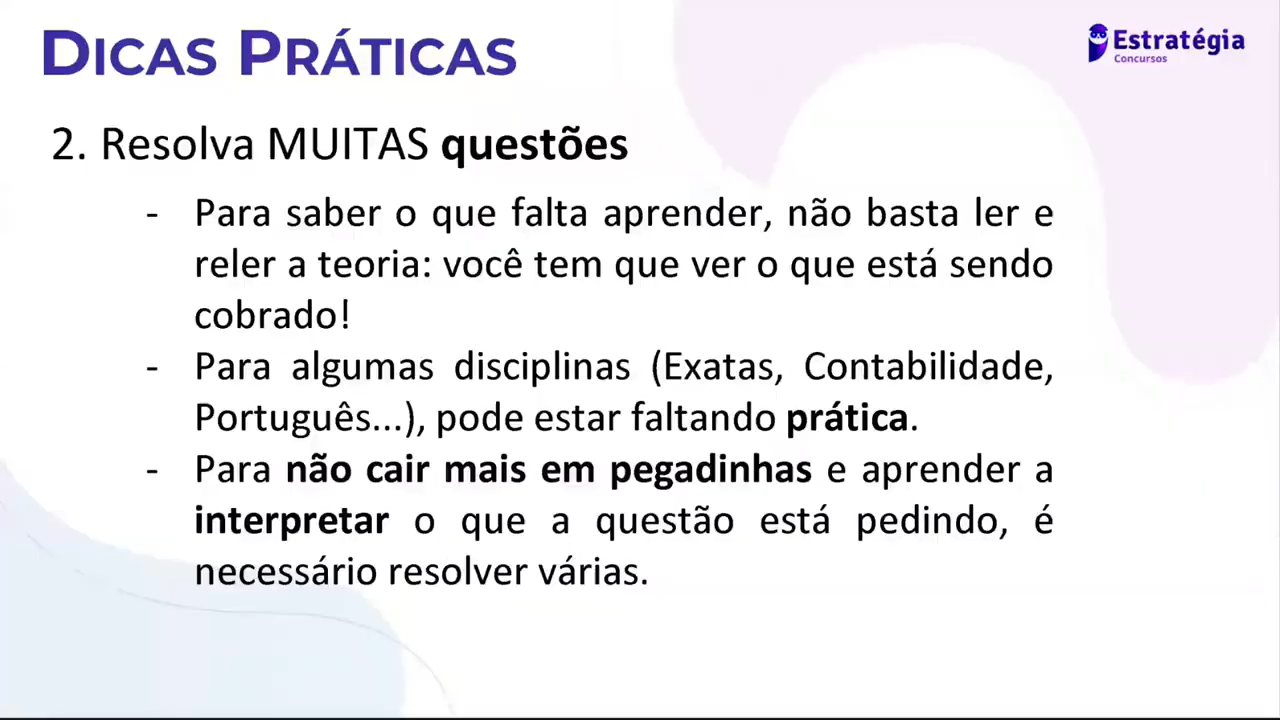 DICAS PRÁTICAS
Estratégia
Concursos
2. Resolva MUITAS questões
- Para saber o que falta aprender, não basta ler e
reler a teoria: você tem que ver o que está sendo
cobrado!
- Para algumas disciplinas (Exatas, Contabilidade,
Português...), pode estar faltando prática.
- Para não cair mais em pegadinhas e aprender a
interpretar o que a questão está pedindo, é
necessário resolver várias.